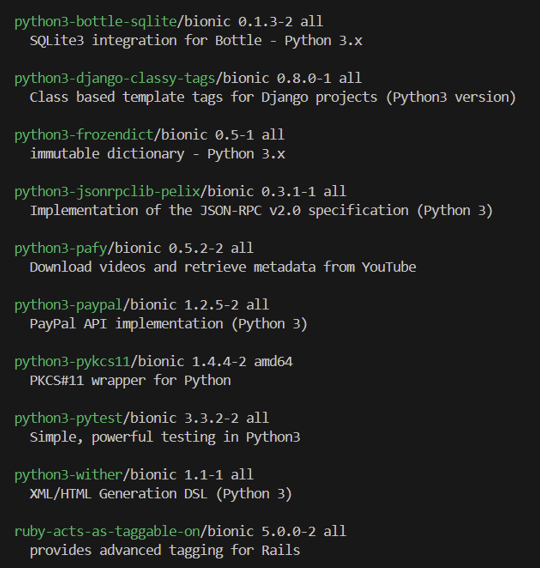 python3-bottle-sqlite/bionic 0.1.3-2 all
SQLite3 integration for Bottle - Python 3.x
python3-django-classy-tags/bionic 0.8.0-1 all
Class based template tags for Django projects (Python3 version)
python3-frozendict/bionic 0.5-1 all
immutable dictionary - Python 3.x
python3-jsonrpclib-pelix/bionic 0.3.1-1 all
Implementation of the JSON-RPC v2.0 specification (Python 3)
python3-pafy/bionic 0.5.2-2 all
Download videos and retrieve metadata from YouTube
python3-paypal/bionic 1.2.5-2 all
PayPal API implementation (Python 3)
python3-pykcs11/bionic 1.4.4-2 amd64
PKCS#11 wrapper for Python
python3-pytest/bionic 3.3.2-2 all
Simple, powerful testing in Python3
python3-wither/bionic 1.1-1 all
XML/HTML Generation DSL (Python 3)
ruby-acts-as-taggable-on/bionic 5.0.0-2 all
provides advanced tagging for Rails